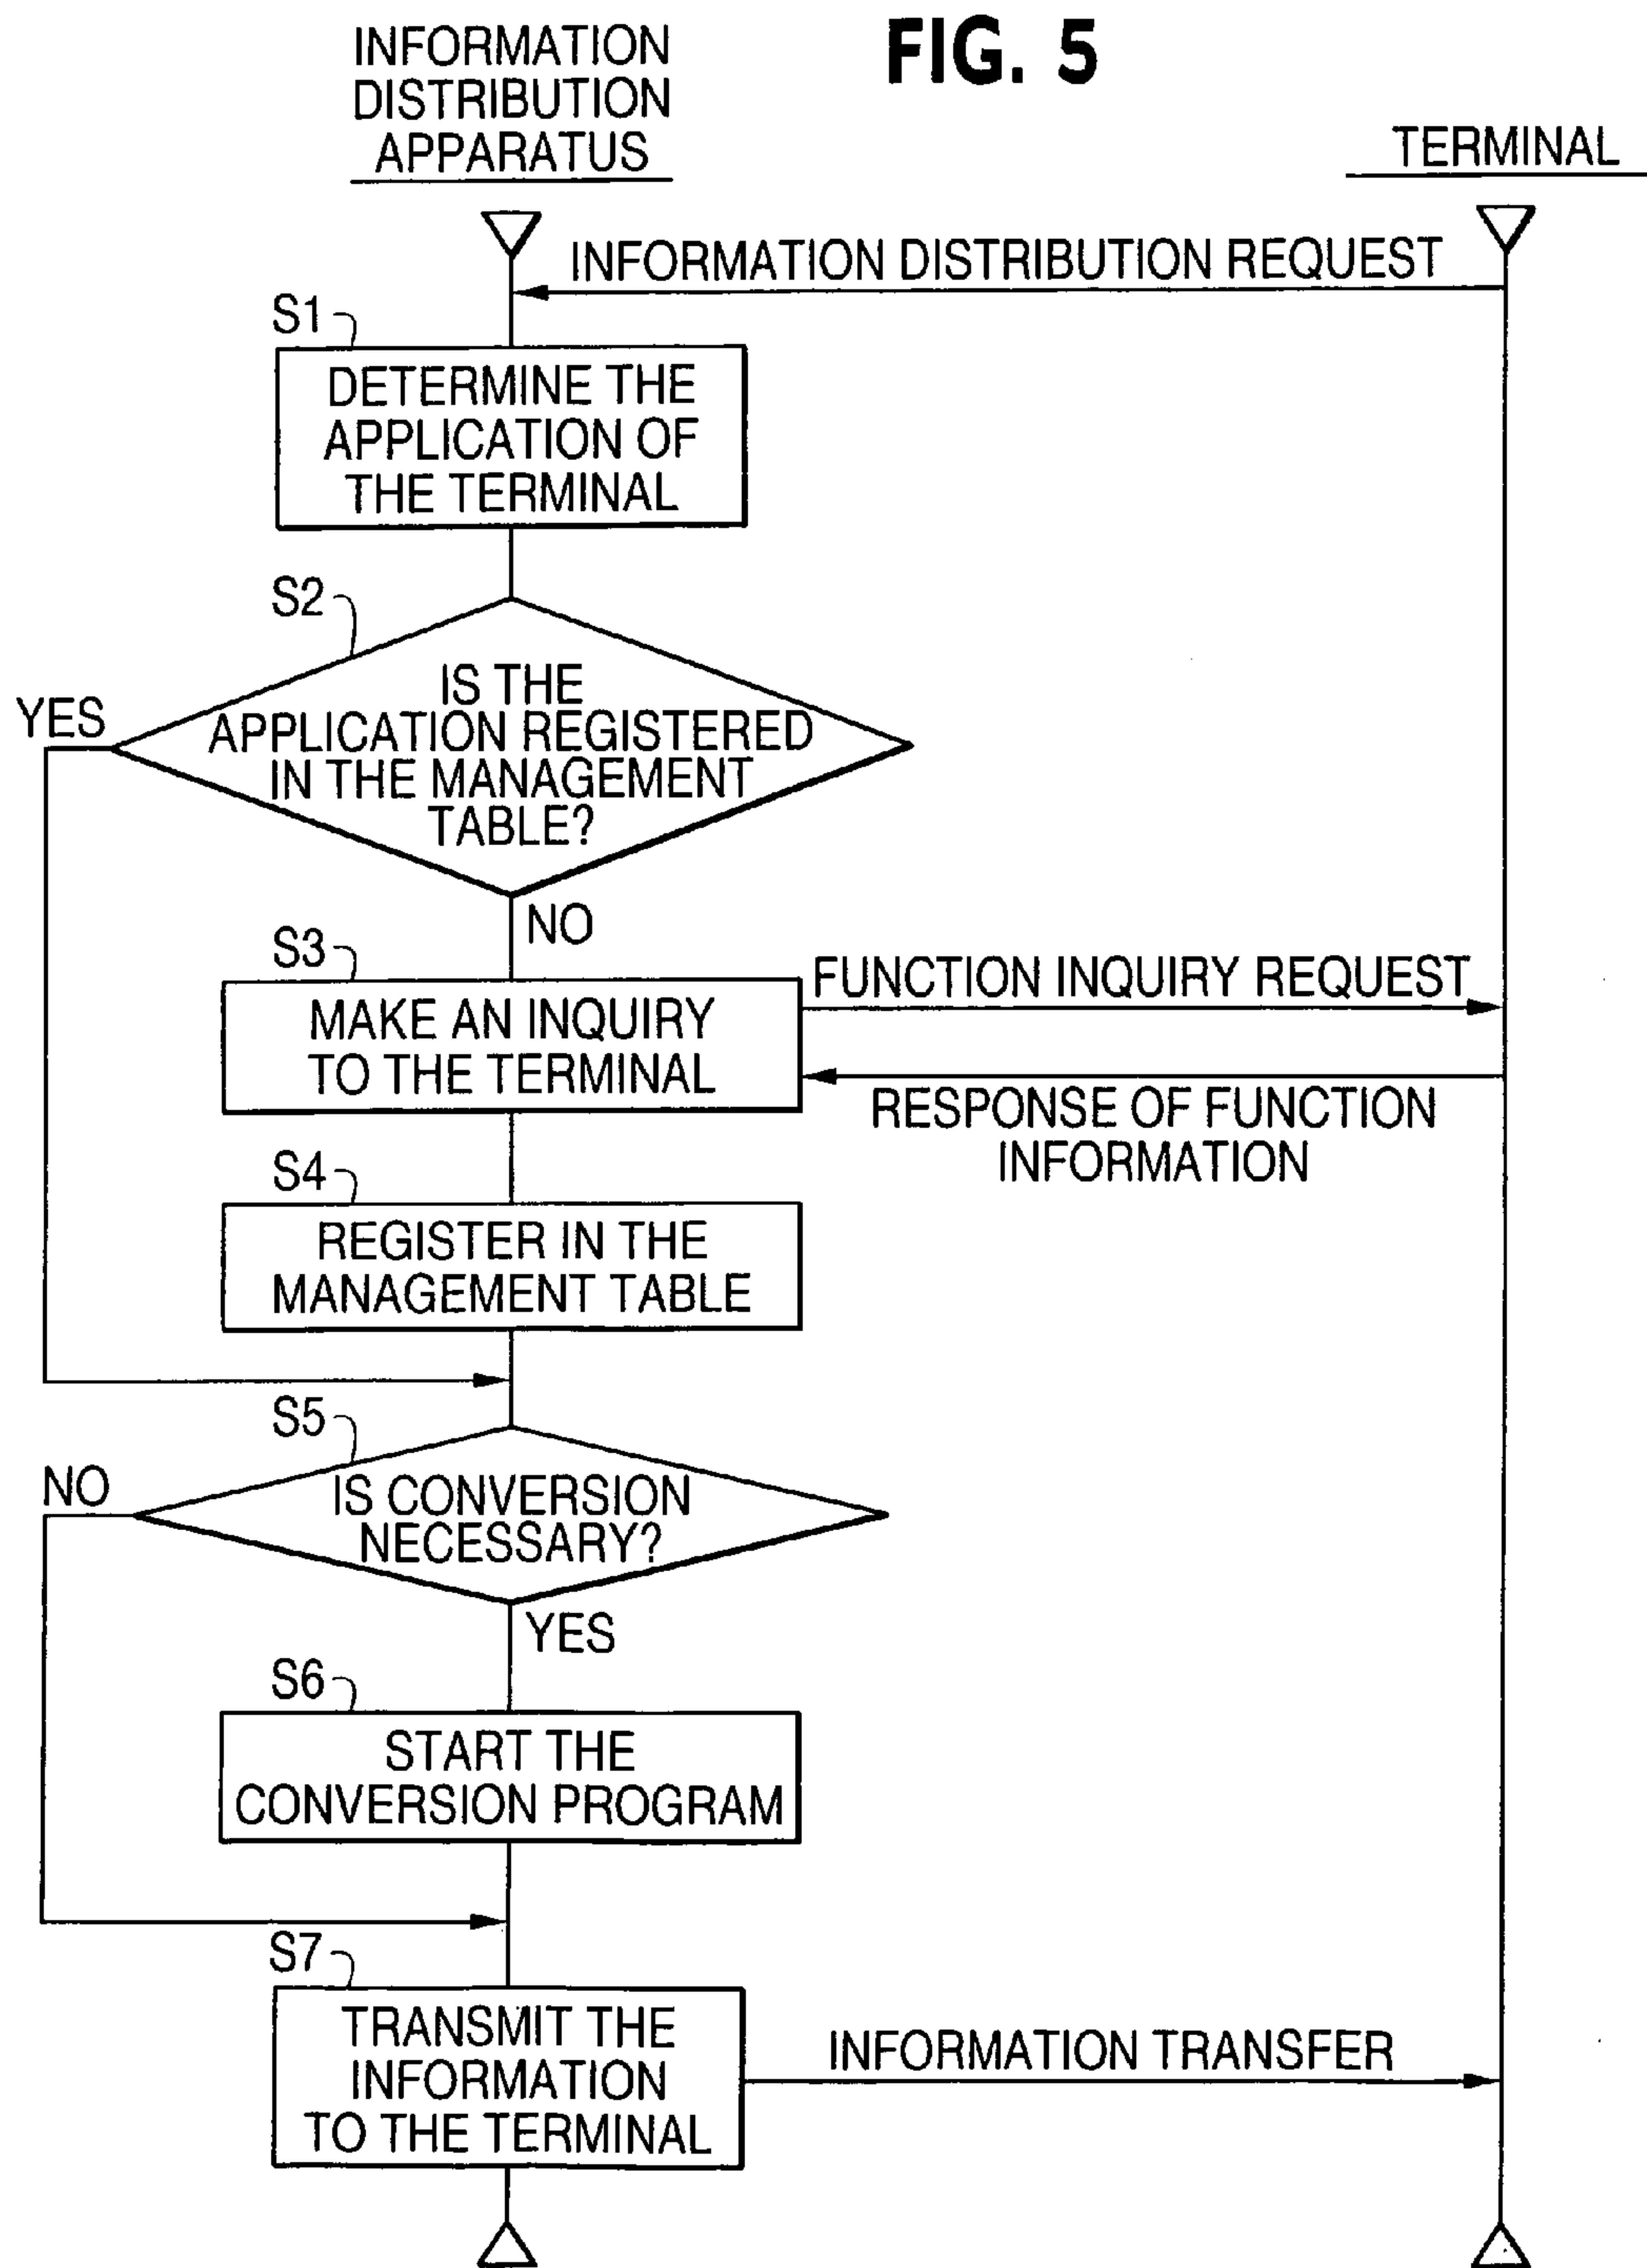 FIG. 5
INFORMATION
DISTRIBUTION
APPARATUS
TERMINAL
INFORMATION DISTRIBUTION REQUEST
S1
DETERMINE THE
APPLICATION OF
THE TERMINAL
S2
IS THE
APPLICATION REGISTERED
IN THE MANAGEMENT
TABLE?
YES
NO
S3
MAKE AN INQUIRY
TO THE TERMINAL
FUNCTION INQUIRY REQUEST
RESPONSE OF FUNCTION
INFORMATION
S4
REGISTER IN THE
MANAGEMENT TABLE
S5
IS CONVERSION
NECESSARY?
NO
YES
S6
START THE
CONVERSION PROGRAM
S7
TRANSMIT THE
INFORMATION
TO THE TERMINAL
INFORMATION TRANSFER